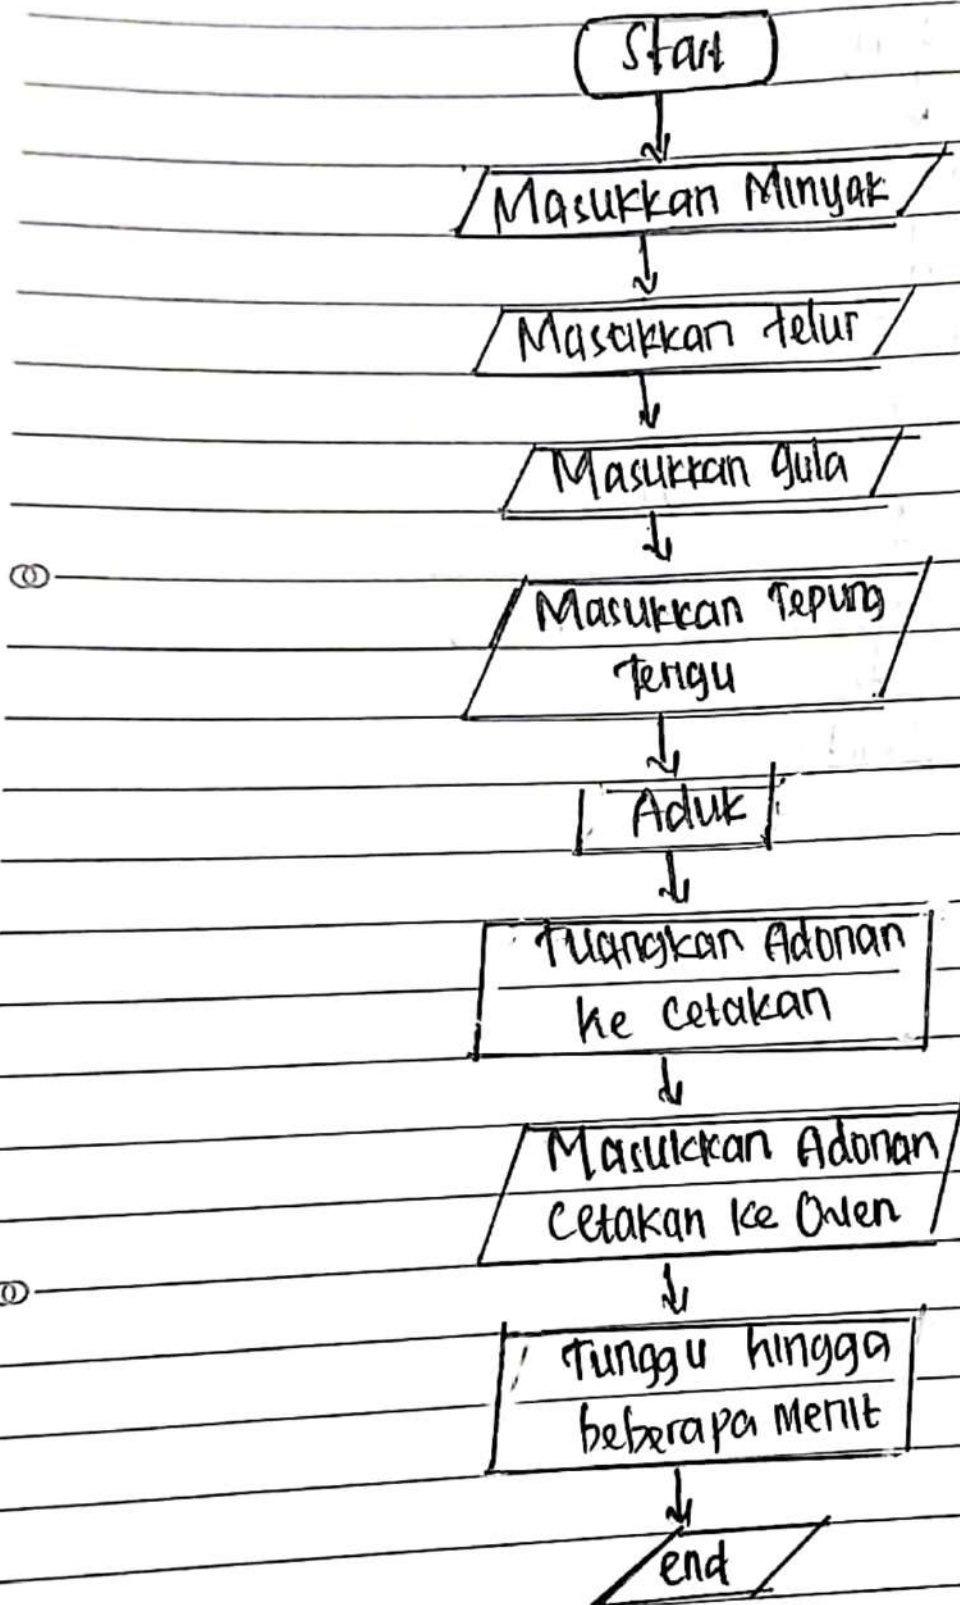 Start
Masukkan Minyak
Masukkan telur
Masukkan gula
Masukkan Tepung
Terigu
Aduk
Tuangkan Adonan
ke cetakan
Masukkan Adonan
cetakan ke Oven
Tunggu hingga
beberapa Menit
end